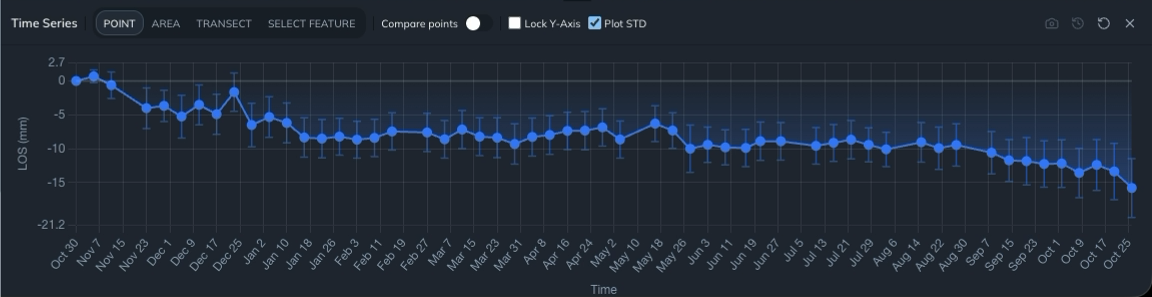 Time Series POINT AREA TRANSECT SELECT FEATURE Compare points Lock Y-Axis Plot STD
2.7
0
-5
-10
-15
-21.2
LOS (mm)
Oct 30 Nov 7 Nov 15 Nov 23 Dec 1 Dec 9 Dec 17 Dec 25 Jan 2 Jan 10 Jan 18 Jan 26 Feb 3 Feb 11 Feb 19 Feb 27 Mar 7 Mar 15 Mar 23 Mar 31 Apr 8 Apr 16 Apr 24 May 2 May 10 May 18 May 26 Jun 3 Jun 11 Jun 19 Jun 27 Jul 5 Jul 13 Jul 21 Jul 29 Aug 6 Aug 14 Aug 22 Aug 30 Sep 7 Sep 15 Sep 23 Oct 1 Oct 9 Oct 17 Oct 25
Time